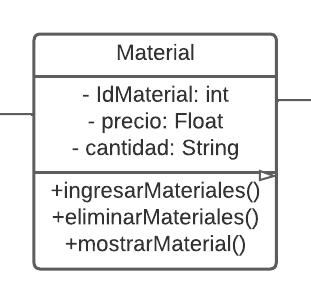 Material
- IdMaterial: int
- precio: Float
- cantidad: String
+ingresarMateriales()
+eliminarMateriales()
+mostrarMaterial()